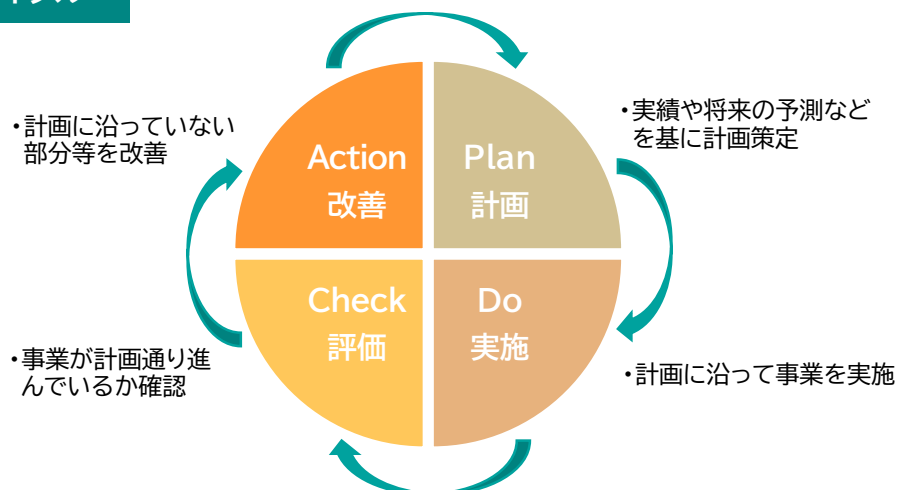 ・実績や将来の予測など
を基に計画策定
・計画に沿っていない
部分等を改善
Action
改善
Plan
計画
Check
評価
Do
実施
・事業が計画通り進
んでいるか確認
・計画に沿って事業を実施